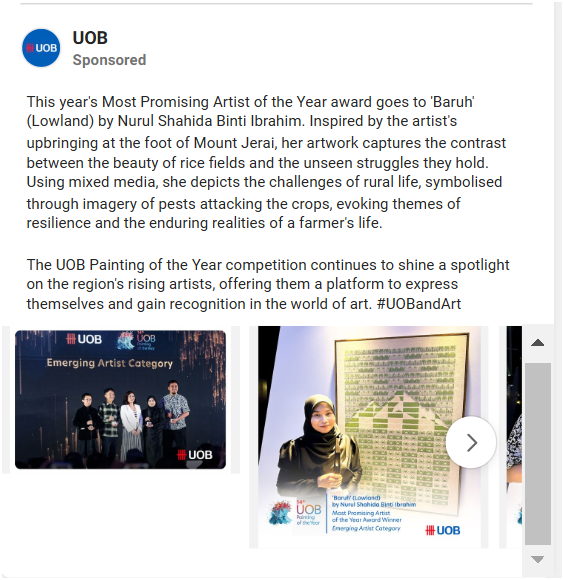 UOB
UOB
Sponsored
This year's Most Promising Artist of the Year award goes to 'Baruh'
(Lowland) by Nurul Shahida Binti Ibrahim. Inspired by the artist's
upbringing at the foot of Mount Jerai, her artwork captures the contrast
between the beauty of rice fields and the unseen struggles they hold.
Using mixed media, she depicts the challenges of rural life, symbolised
through imagery of pests attacking the crops, evoking themes of
resilience and the enduring realities of a farmer's life.
The UOB Painting of the Year competition continues to shine a spotlight
on the region's rising artists, offering them a platform to express
themselves and gain recognition in the world of art. #UOBandArt
UOB
UOB
Painting
of the Year
Emerging Artist Category
UOB
54th
UOB
Painting
of the Year
'Baruh' (Lowland)
by Nurul Shahida Binti Ibrahim
Most Promising Artist
of the Year Award Winner
Emerging Artist Category
UOB